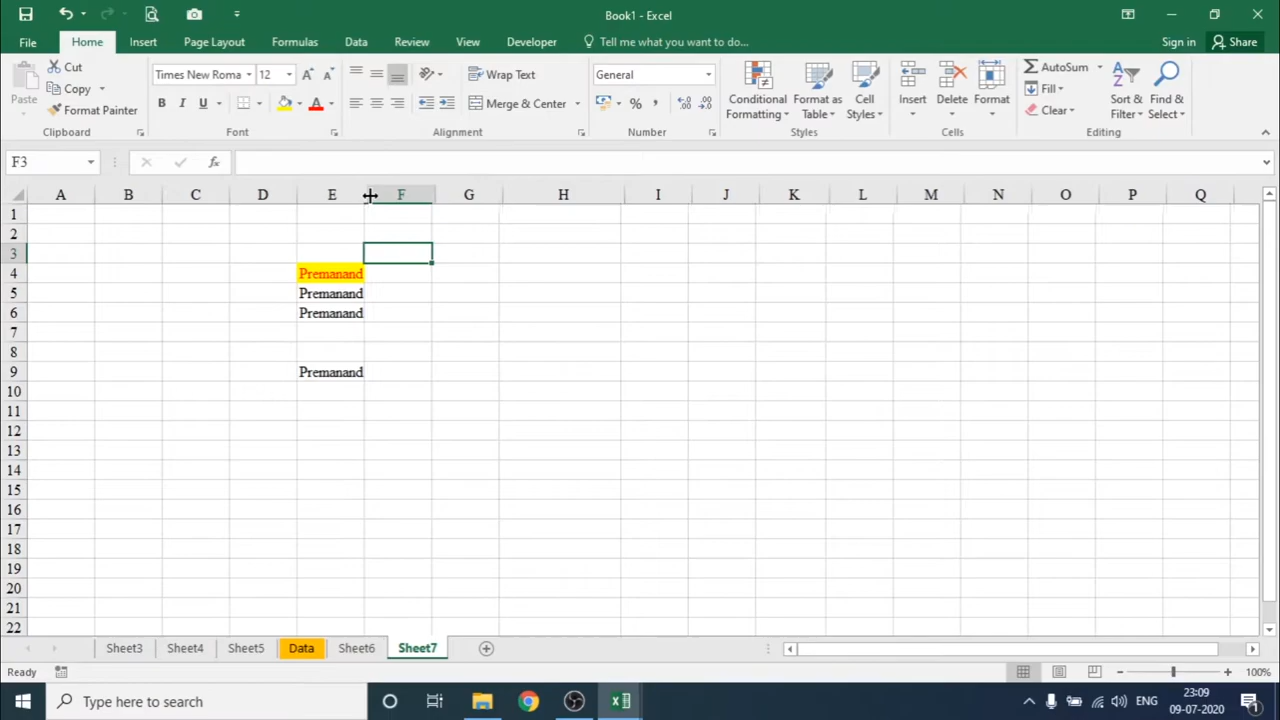 Book1 - Excel
File Home Insert Page Layout Formulas Data Review View Developer Tell me what you want to do... Sign in Share
Paste
Cut
Copy
Format Painter
Clipboard
Times New Roma 12
B I U
Font
Wrap Text
Merge & Center
Alignment
General
%
Number
Conditional Formatting
Format as Table
Cell Styles
Styles
Insert Delete Format
Cells
AutoSum
Fill
Clear
Sort & Filter
Find & Select
Editing
F3
fx
A B C D E F G H I J K L M N O P Q
1
2
3
4 Premanand
5 Premanand
6 Premanand
7
8
9 Premanand
10
11
12
13
14
15
16
17
18
19
20
21
22
Sheet3 Sheet4 Sheet5 Data Sheet6 Sheet7
Ready 100%
Type here to search
ENG
23:09
09-07-2020
1